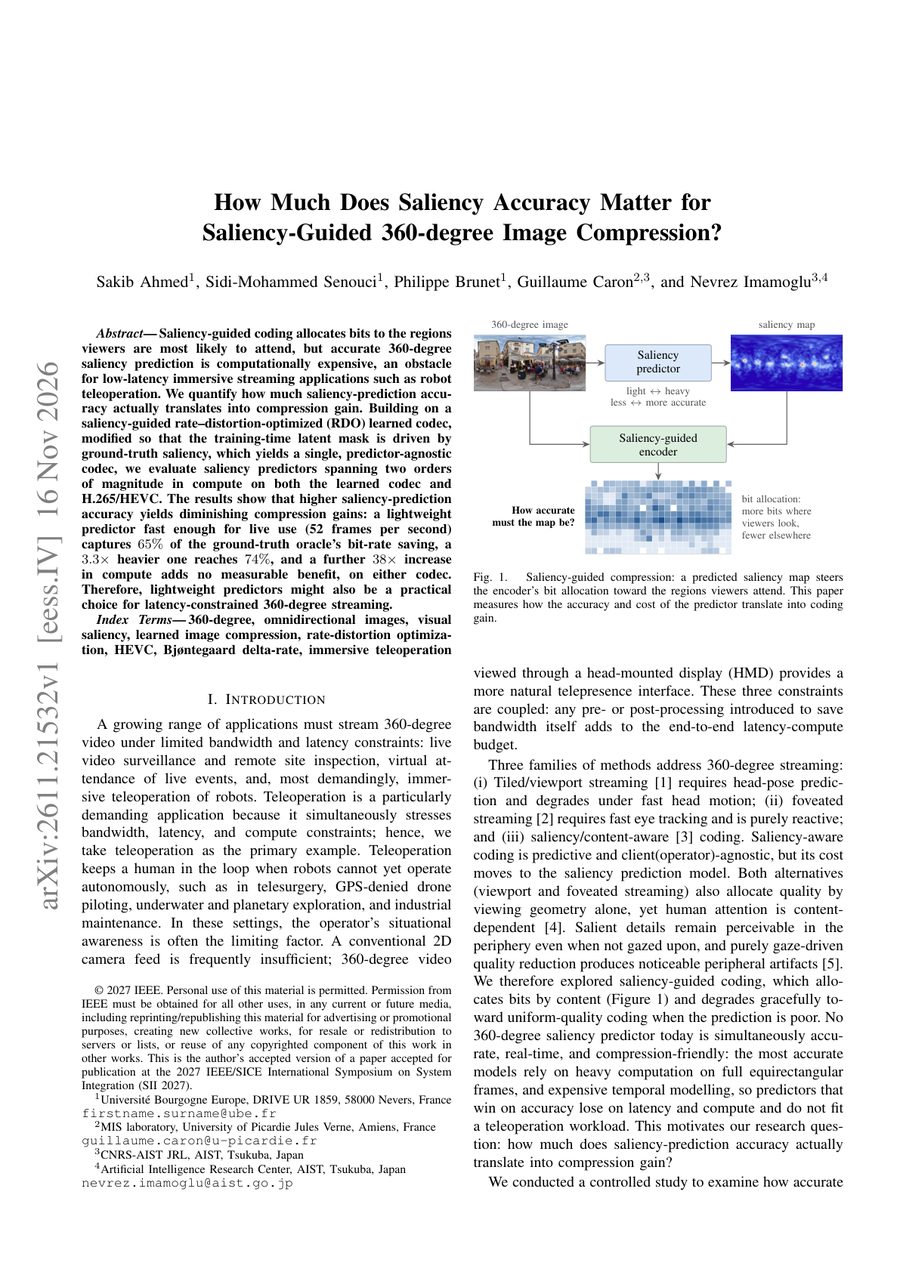 How Much Does Saliency Accuracy Matter for
Saliency-Guided 360-degree Image Compression?
Sakib Ahmed1, Sidi-Mohammed Senouci1, Philippe Brunet1, Guillaume Caron2,3, and Nevrez Imamoglu3,4
arXiv:2611.21532v1 [eess.IV] 16 Nov 2026
Abstract— Saliency-guided coding allocates bits to the regions
viewers are most likely to attend, but accurate 360-degree
saliency prediction is computationally expensive, an obstacle
for low-latency immersive streaming applications such as robot
teleoperation. We quantify how much saliency-prediction accu-
racy actually translates into compression gain. Building on a
saliency-guided rate–distortion-optimized (RDO) learned codec,
modified so that the training-time latent mask is driven by
ground-truth saliency, which yields a single, predictor-agnostic
codec, we evaluate saliency predictors spanning two orders
of magnitude in compute on both the learned codec and
H.265/HEVC. The results show that higher saliency-prediction
accuracy yields diminishing compression gains: a lightweight
predictor fast enough for live use (52 frames per second)
captures 65% of the ground-truth oracle's bit-rate saving, a
3.3× heavier one reaches 74%, and a further 38× increase
in compute adds no measurable benefit, on either codec.
Therefore, lightweight predictors might also be a practical
choice for latency-constrained 360-degree streaming.
Index Terms— 360-degree, omnidirectional images, visual
saliency, learned image compression, rate-distortion optimiza-
tion, HEVC, Bjøntegaard delta-rate, immersive teleoperation
I. INTRODUCTION
A growing range of applications must stream 360-degree
video under limited bandwidth and latency constraints: live
video surveillance and remote site inspection, virtual at-
tendance of live events, and, most demandingly, immer-
sive teleoperation of robots. Teleoperation is a particularly
demanding application because it simultaneously stresses
bandwidth, latency, and compute constraints; hence, we
take teleoperation as the primary example. Teleoperation
keeps a human in the loop when robots cannot yet operate
autonomously, such as in telesurgery, GPS-denied drone
piloting, underwater and planetary exploration, and industrial
maintenance. In these settings, the operator's situational
awareness is often the limiting factor. A conventional 2D
camera feed is frequently insufficient; 360-degree video
© 2027 IEEE. Personal use of this material is permitted. Permission from
IEEE must be obtained for all other uses, in any current or future media,
including reprinting/republishing this material for advertising or promotional
purposes, creating new collective works, for resale or redistribution to
servers or lists, or reuse of any copyrighted component of this work in
other works. This is the author's accepted version of a paper accepted for
publication at the 2027 IEEE/SICE International Symposium on System
Integration (SII 2027).
1Université Bourgogne Europe, DRIVE UR 1859, 58000 Nevers, France
firstname.surname@ube.fr
2MIS laboratory, University of Picardie Jules Verne, Amiens, France
guillaume.caron@u-picardie.fr
3CNRS-AIST JRL, AIST, Tsukuba, Japan
4Artificial Intelligence Research Center, AIST, Tsukuba, Japan
nevrez.imamoglu@aist.go.jp
360-degree image
saliency map
Saliency
predictor
light ↔ heavy
less ↔ more accurate
Saliency-guided
encoder
How accurate
must the map be?
bit allocation:
more bits where
viewers look,
fewer elsewhere
Fig. 1. Saliency-guided compression: a predicted saliency map steers
the encoder's bit allocation toward the regions viewers attend. This paper
measures how the accuracy and cost of the predictor translate into coding
gain.
viewed through a head-mounted display (HMD) provides a
more natural telepresence interface. These three constraints
are coupled: any pre- or post-processing introduced to save
bandwidth itself adds to the end-to-end latency-compute
budget.
Three families of methods address 360-degree streaming:
(i) Tiled/viewport streaming [1] requires head-pose predic-
tion and degrades under fast head motion; (ii) foveated
streaming [2] requires fast eye tracking and is purely reactive;
and (iii) saliency/content-aware [3] coding. Saliency-aware
coding is predictive and client(operator)-agnostic, but its cost
moves to the saliency prediction model. Both alternatives
(viewport and foveated streaming) also allocate quality by
viewing geometry alone, yet human attention is content-
dependent [4]. Salient details remain perceivable in the
periphery even when not gazed upon, and purely gaze-driven
quality reduction produces noticeable peripheral artifacts [5].
We therefore explored saliency-guided coding, which allo-
cates bits by content (Figure 1) and degrades gracefully to-
ward uniform-quality coding when the prediction is poor. No
360-degree saliency predictor today is simultaneously accu-
rate, real-time, and compression-friendly: the most accurate
models rely on heavy computation on full equirectangular
frames, and expensive temporal modelling, so predictors that
win on accuracy lose on latency and compute and do not fit
a teleoperation workload. This motivates our research ques-
tion: how much does saliency-prediction accuracy actually
translate into compression gain?
We conducted a controlled study to examine how accurate